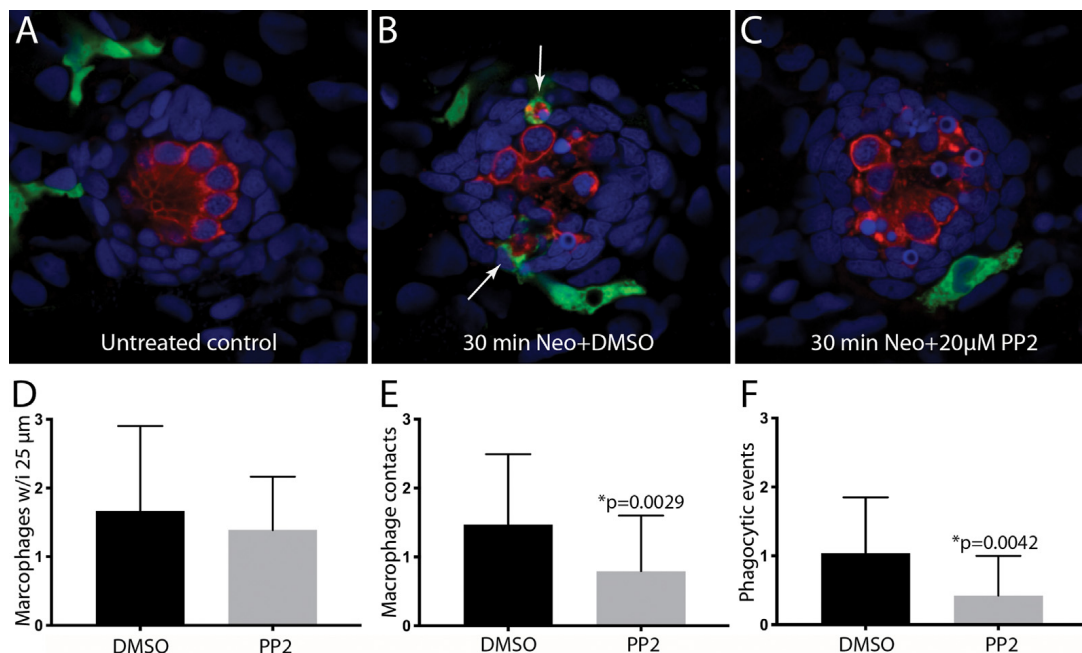 A
Untreated control
B
30 min Neo+DMSO
C
30 min Neo+20µM PP2
D
Marcophages w/i 25 µm
3
2
1
0
DMSO
PP2
E
Macrophage contacts
3
2
1
0
*p=0.0029
DMSO
PP2
F
Phagocytic events
3
2
1
0
*p=0.0042
DMSO
PP2